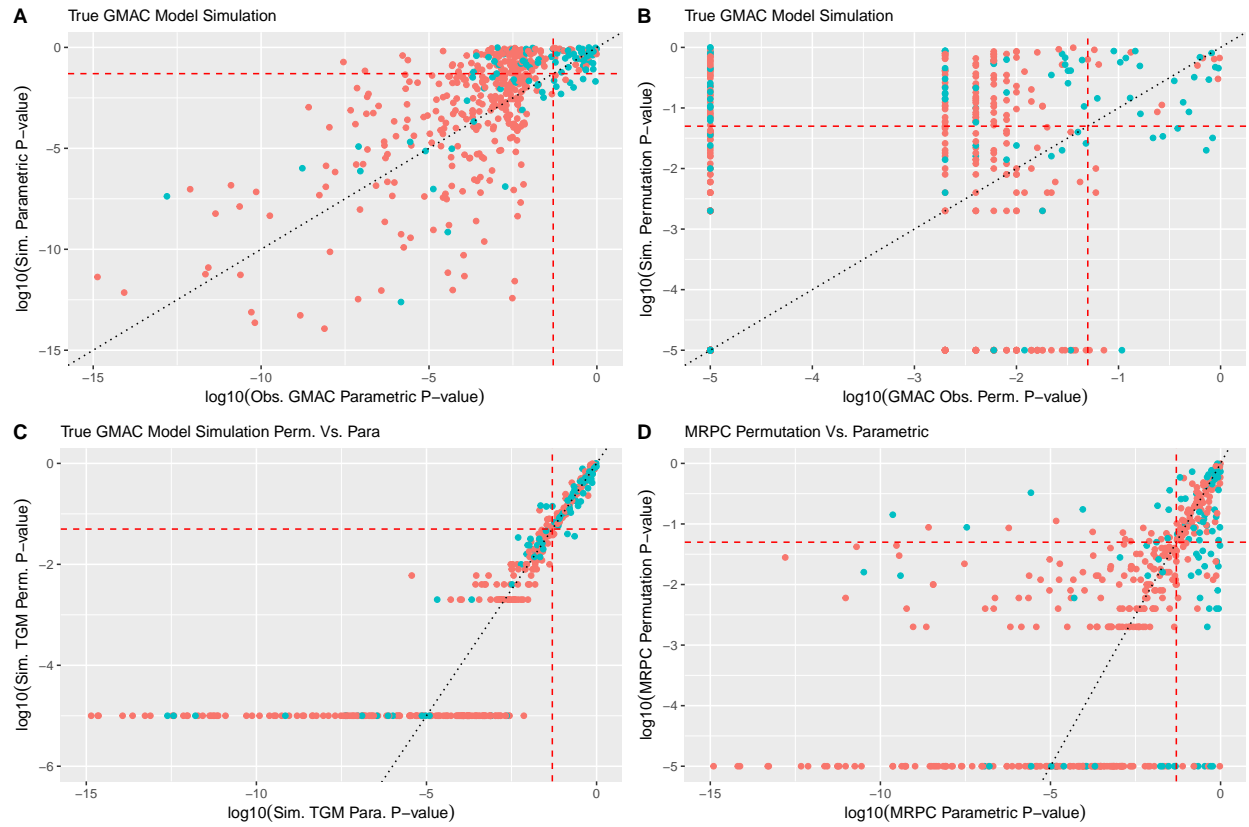 A
True GMAC Model Simulation
0
−5
−10
−15
log10(Sim. Parametric P−value)
−15
−10
−5
0
log10(Obs. GMAC Parametric P−value)
B
True GMAC Model Simulation
0
−1
−2
−3
−4
−5
log10(Sim. Permutation P−value)
−5
−4
−3
−2
−1
0
log10(GMAC Obs. Perm. P−value)
C
True GMAC Model Simulation Perm. Vs. Para
0
−2
−4
−6
log10(Sim. TGM Perm. P−value)
−15
−10
−5
0
log10(Sim. TGM Para. P−value)
D
MRPC Permutation Vs. Parametric
0
−1
−2
−3
−4
−5
log10(MRPC Permutation P−value)
−15
−10
−5
0
log10(MRPC Parametric P−value)